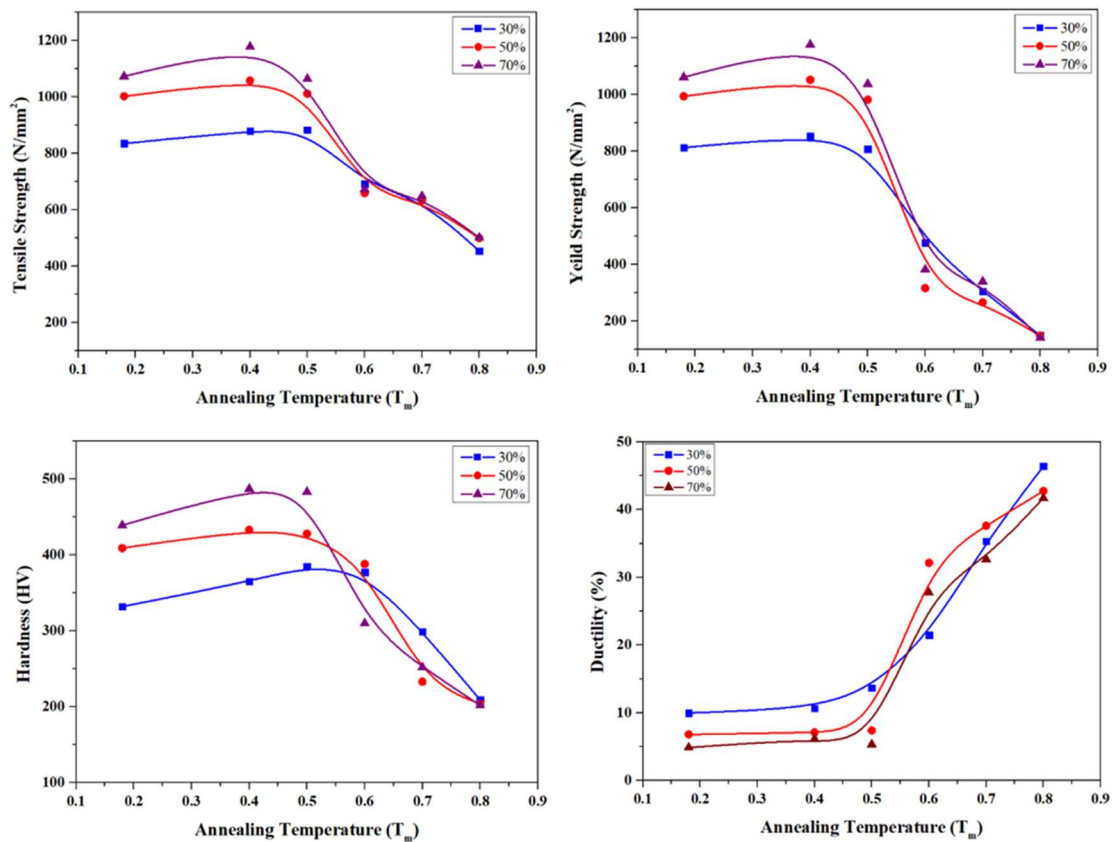 Tensile Strength (N/mm²)
1200
1000
800
600
400
200
30%
50%
70%
0.1 0.2 0.3 0.4 0.5 0.6 0.7 0.8 0.9
Annealing Temperature (Tₘ)
Yeild Strength (N/mm²)
1200
1000
800
600
400
200
30%
50%
70%
0.1 0.2 0.3 0.4 0.5 0.6 0.7 0.8 0.9
Annealing Temperature (Tₘ)
Hardness (HV)
500
400
300
200
100
30%
50%
70%
0.1 0.2 0.3 0.4 0.5 0.6 0.7 0.8 0.9
Annealing Temperature (Tₘ)
Ductility (%)
50
40
30
20
10
0
30%
50%
70%
0.1 0.2 0.3 0.4 0.5 0.6 0.7 0.8 0.9
Annealing Temperature (Tₘ)